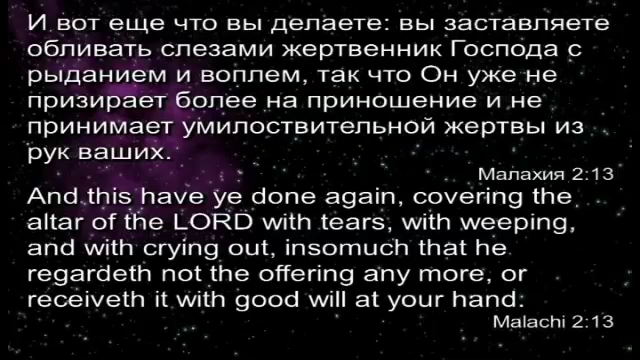 И вот еще что вы делаете: вы заставляете
обливать слезами жертвенник Господа с
рыданием и воплем, так что Он уже не
призирает более на приношение и не
принимает умилоствительной жертвы из
рук ваших.
Малахия 2:13
And this have ye done again, covering the
altar of the LORD with tears, with weeping,
and with crying out, insomuch that he
regardeth not the offering any more, or
receiveth it with good will at your hand.
Malachi 2:13